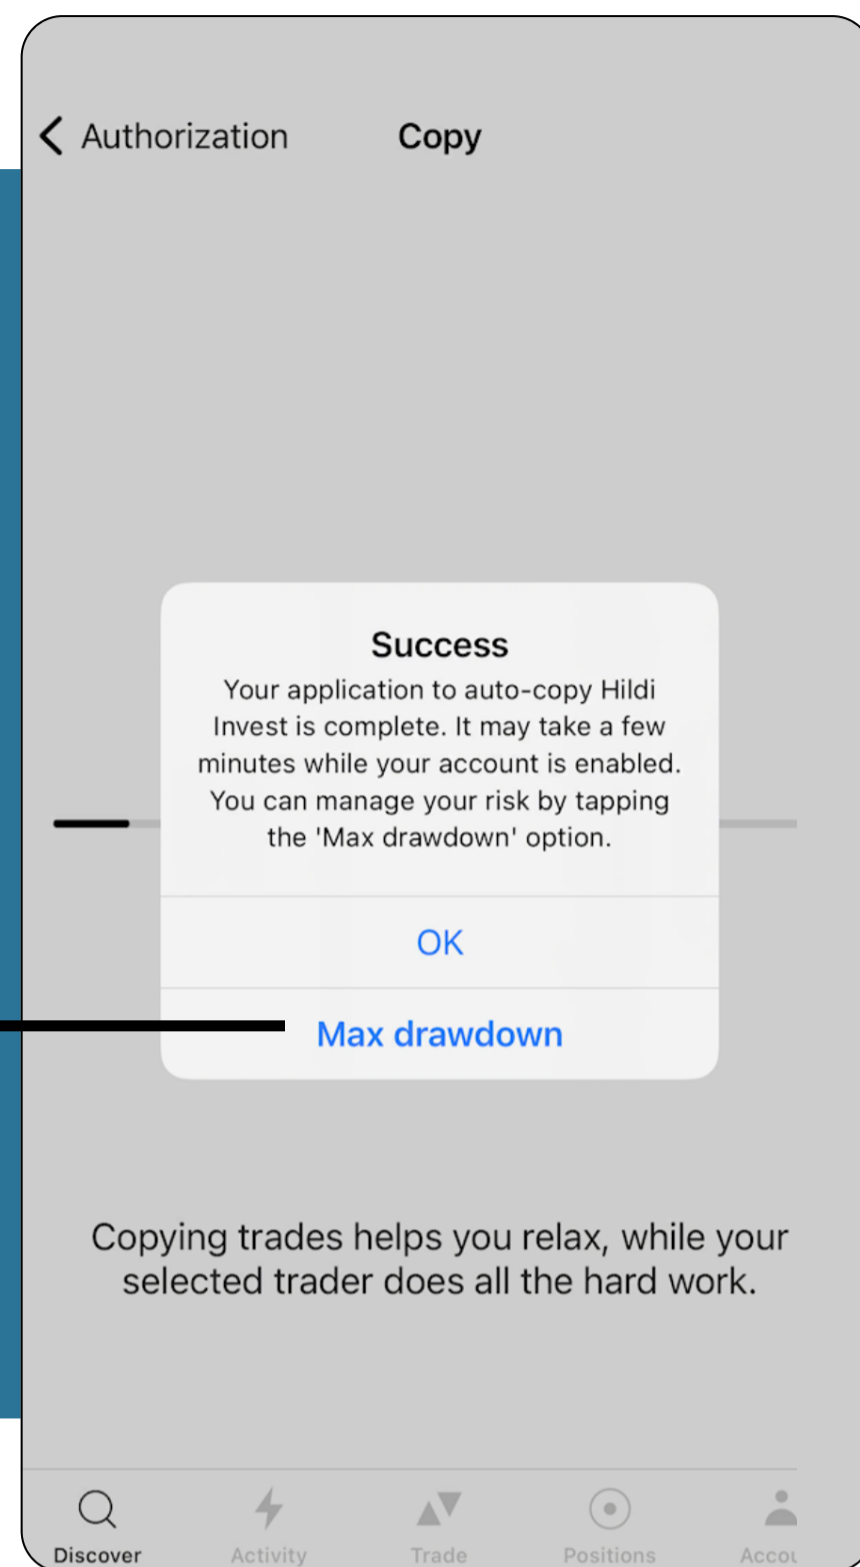 Authorization
Copy
Success
Your application to auto-copy Hildi
Invest is complete. It may take a few
minutes while your account is enabled.
You can manage your risk by tapping
the 'Max drawdown' option.
OK
Max drawdown
Copying trades helps you relax, while your
selected trader does all the hard work.
Discover
Activity
Trade
Positions
Accou